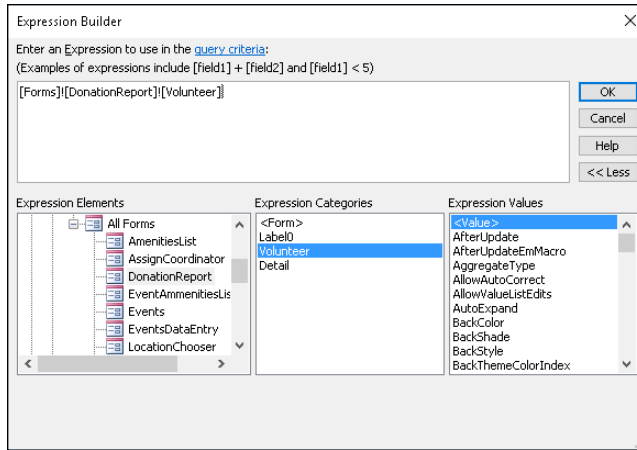 Expression Builder
Enter an Expression to use in the query criteria:
(Examples of expressions include [field1] + [field2] and [field1] < 5)
[Forms]![DonationReport]![Volunteer]
OK
Cancel
Help
<< Less
Expression Elements
All Forms
AmenitiesList
AssignCoordinator
DonationReport
EventAmmenitiesLis
Events
EventsDataEntry
LocationChooser
Expression Categories
<Form>
Label0
Volunteer
Detail
Expression Values
<Value>
AfterUpdate
AfterUpdateEmMacro
AggregateType
AllowAutoCorrect
AllowValueListEdits
AutoExpand
BackColor
BackShade
BackStyle
BackThemeColorIndex